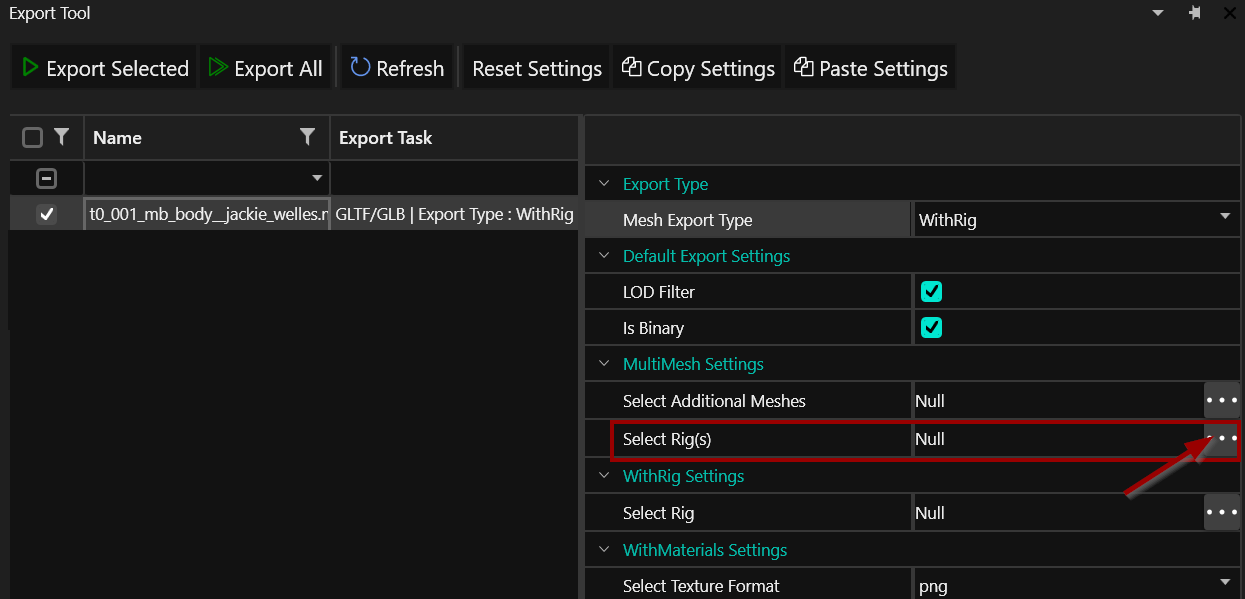 Export Tool
Export Selected Export All Refresh Reset Settings Copy Settings Paste Settings
Name Export Task
t0_001_mb_body__jackie_welles.r GLTF/GLB | Export Type : WithRig
Export Type
Mesh Export Type WithRig
Default Export Settings
LOD Filter
Is Binary
MultiMesh Settings
Select Additional Meshes Null
Select Rig(s) Null
WithRig Settings
Select Rig Null
WithMaterials Settings
Select Texture Format png